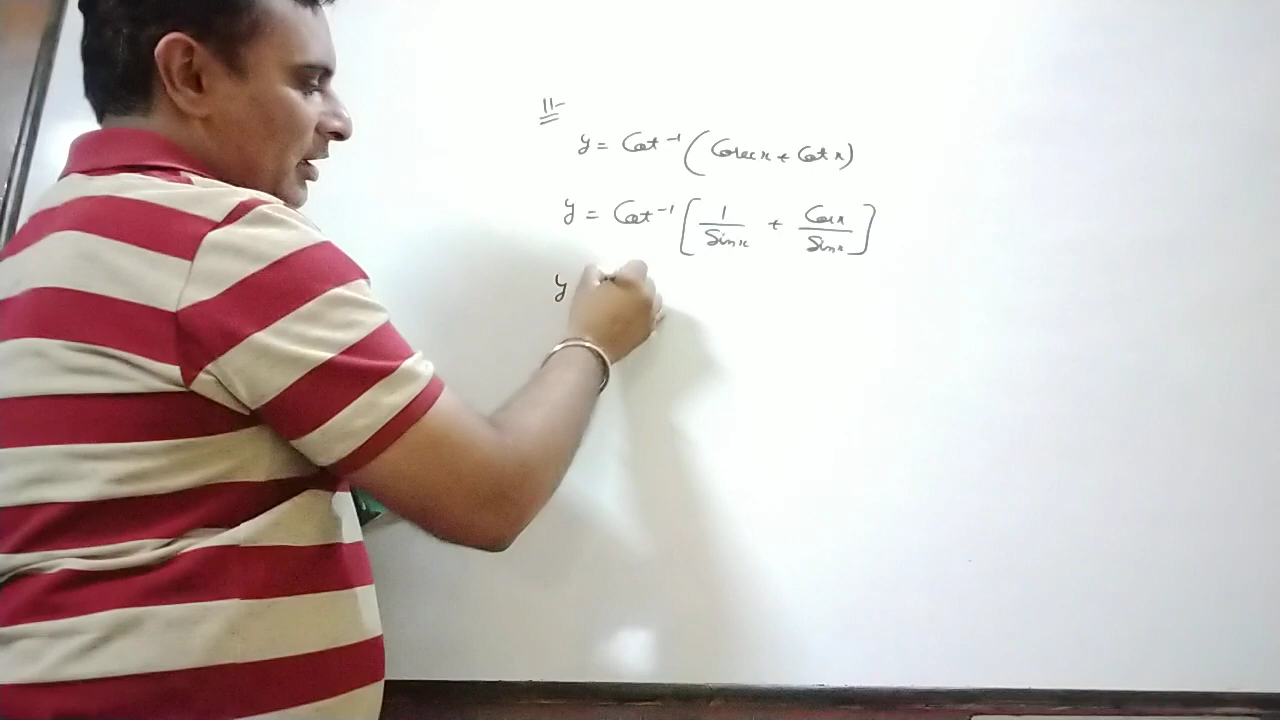 11-
y = Cot⁻¹ (Cosec x + Cot x)
y = Cot⁻¹ [ 1/Sin x + Cos x/Sin x ]
y